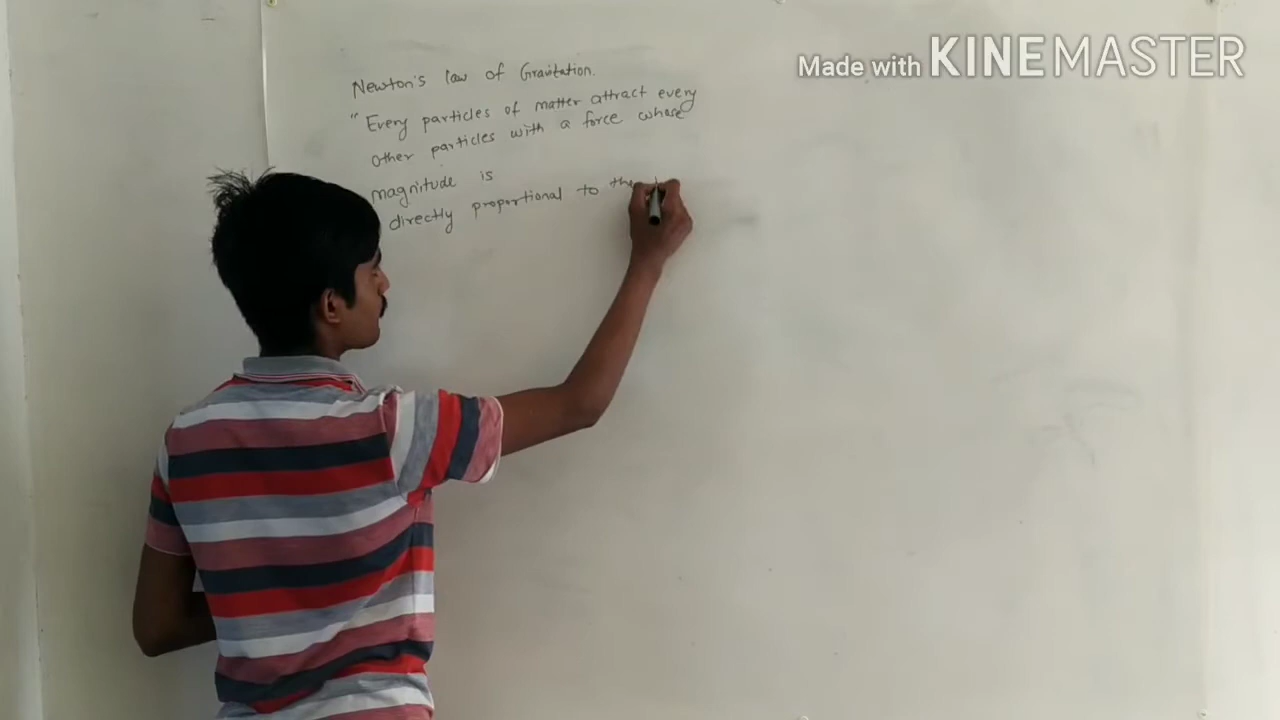 Made with KINEMASTER
Newton's law of Gravitation.
" Every particles of matter attract every
other particles with a force whose
magnitude is
directly proportional to the